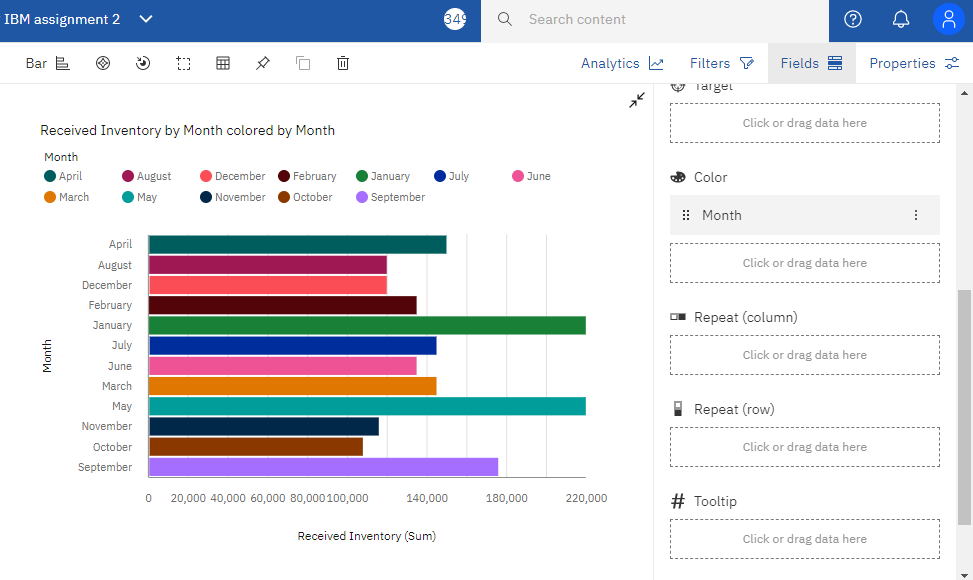 IBM assignment 2
349
Search content
Bar
Analytics
Filters
Fields
Properties
Received Inventory by Month colored by Month
Month
April August December February January July June
March May November October September
Month
April
August
December
February
January
July
June
March
May
November
October
September
0 20,000 40,000 60,000 80,000 100,000 140,000 180,000 220,000
Received Inventory (Sum)
Target
Click or drag data here
Color
Month
Click or drag data here
Repeat (column)
Click or drag data here
Repeat (row)
Click or drag data here
# Tooltip
Click or drag data here